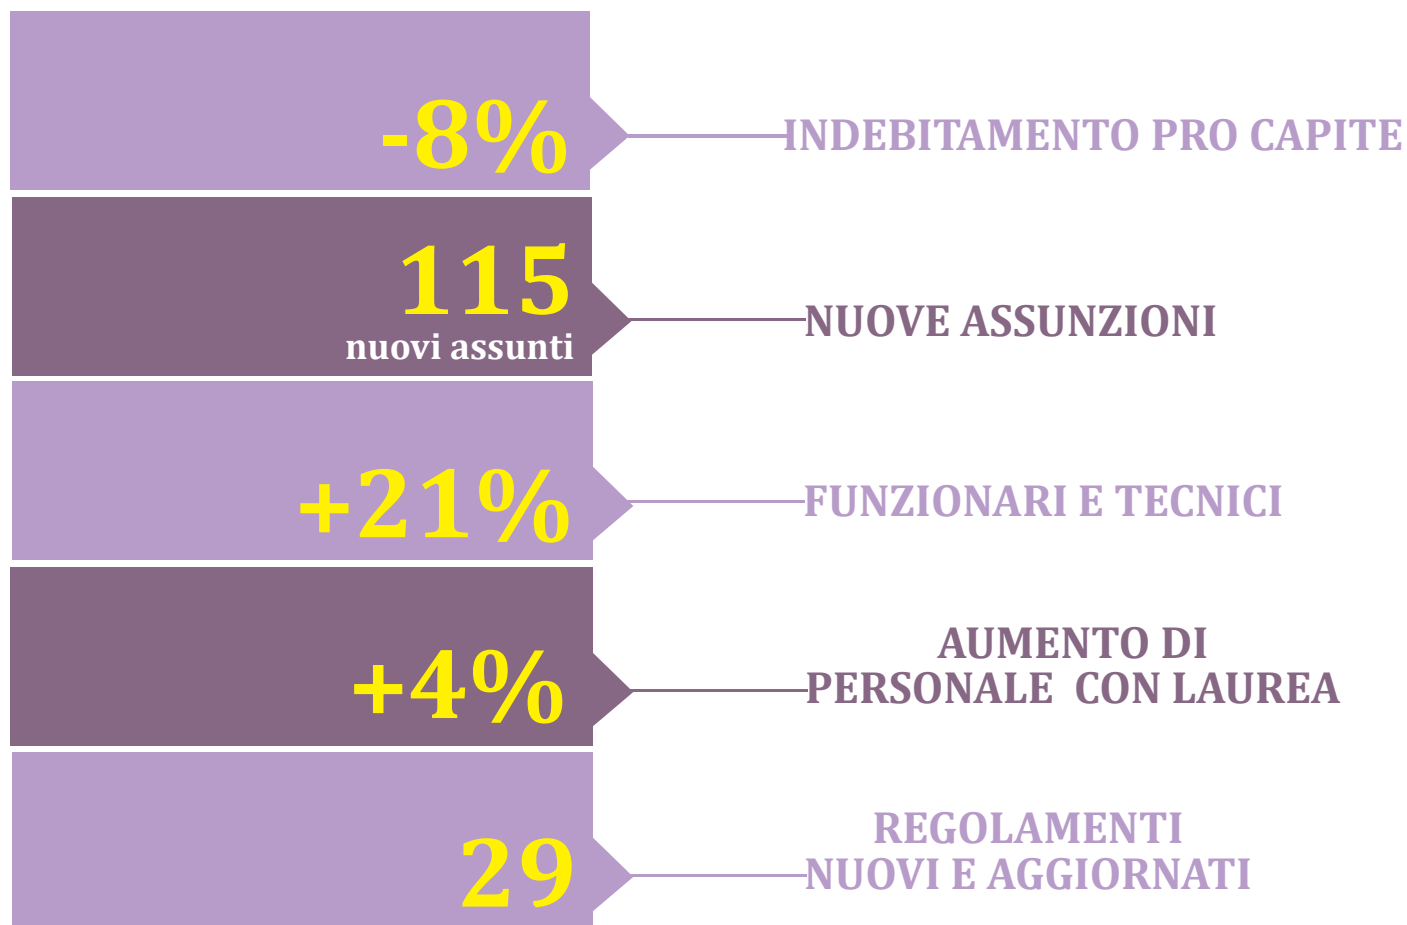 -8%
INDEBITAMENTO PRO CAPITE
115
nuovi assunti
NUOVE ASSUNZIONI
+21%
FUNZIONARI E TECNICI
+4%
AUMENTO DI
PERSONALE CON LAUREA
29
REGOLAMENTI
NUOVI E AGGIORNATI